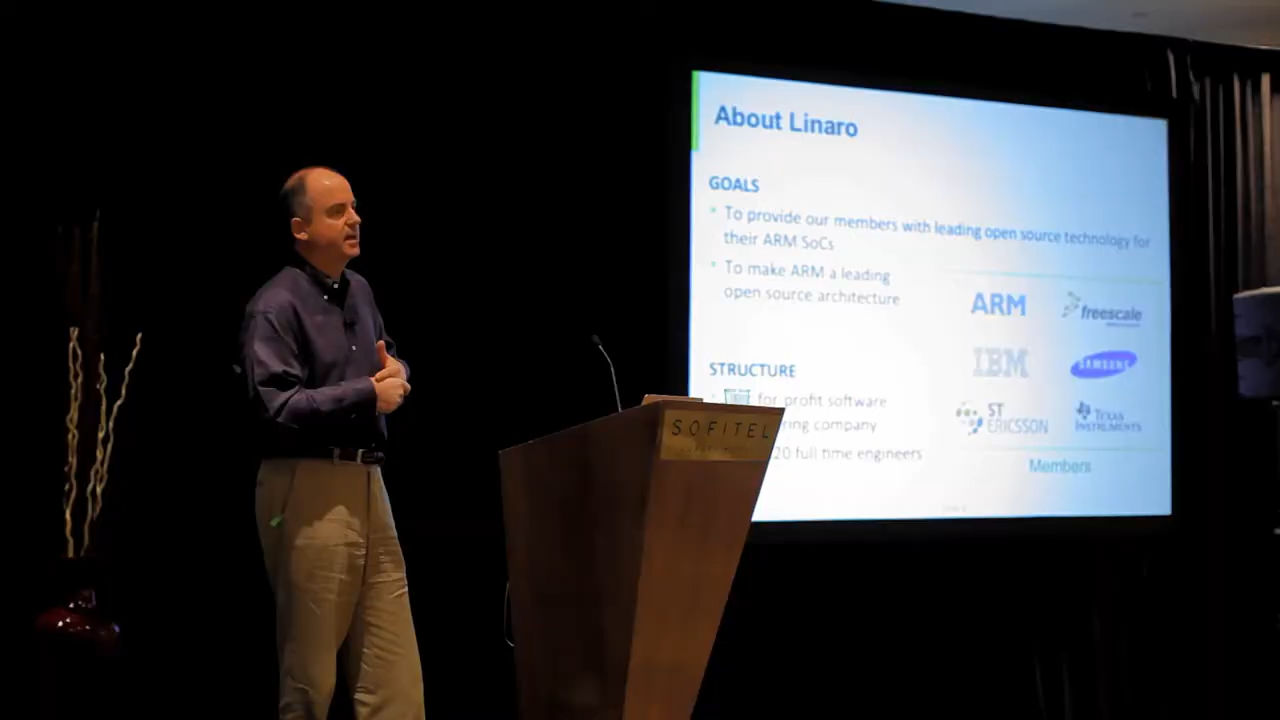 About Linaro
GOALS
To provide our members with leading open source technology for
their ARM SoCs
To make ARM a leading
open source architecture
ARM
freescale
IBM
SAMSUNG
STRUCTURE
for profit software
ring company
20 full time engineers
ST
ERICSSON
TEXAS
INSTRUMENTS
Members
SOFITEL